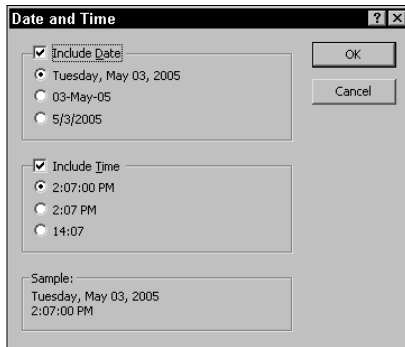 Date and Time
Include Date
OK
Tuesday, May 03, 2005
03-May-05
Cancel
5/3/2005
Include Time
2:07:00 PM
2:07 PM
14:07
Sample:
Tuesday, May 03, 2005
2:07:00 PM